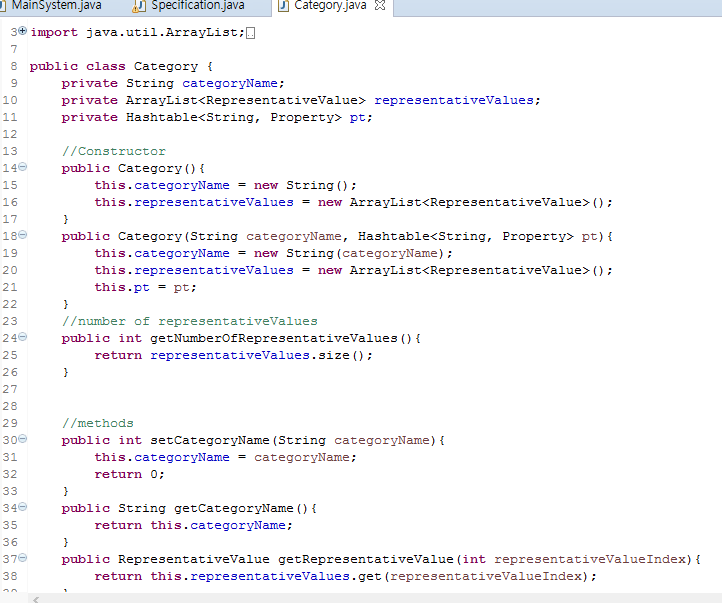 MainSystem.java Specification.java Category.java
3 import java.util.ArrayList;
7
8 public class Category {
9 private String categoryName;
10 private ArrayList<RepresentativeValue> representativeValues;
11 private Hashtable<String, Property> pt;
12
13 //Constructor
14 public Category(){
15 this.categoryName = new String();
16 this.representativeValues = new ArrayList<RepresentativeValue>();
17 }
18 public Category(String categoryName, Hashtable<String, Property> pt){
19 this.categoryName = new String(categoryName);
20 this.representativeValues = new ArrayList<RepresentativeValue>();
21 this.pt = pt;
22 }
23 //number of representativeValues
24 public int getNumberOfRepresentativeValues(){
25 return representativeValues.size();
26 }
27
28
29 //methods
30 public int setCategoryName(String categoryName){
31 this.categoryName = categoryName;
32 return 0;
33 }
34 public String getCategoryName(){
35 return this.categoryName;
36 }
37 public RepresentativeValue getRepresentativeValue(int representativeValueIndex){
38 return this.representativeValues.get(representativeValueIndex);